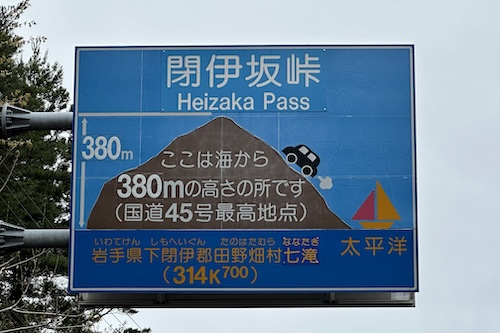 閉伊坂峠
Heizaka Pass
380m
ここは海から
380mの高さの所です
(国道45号最高地点)
太平洋
いわてけん しもへいぐん たのはたむら ななたき
岩手県下閉伊郡田野畑村七滝
(314K700)